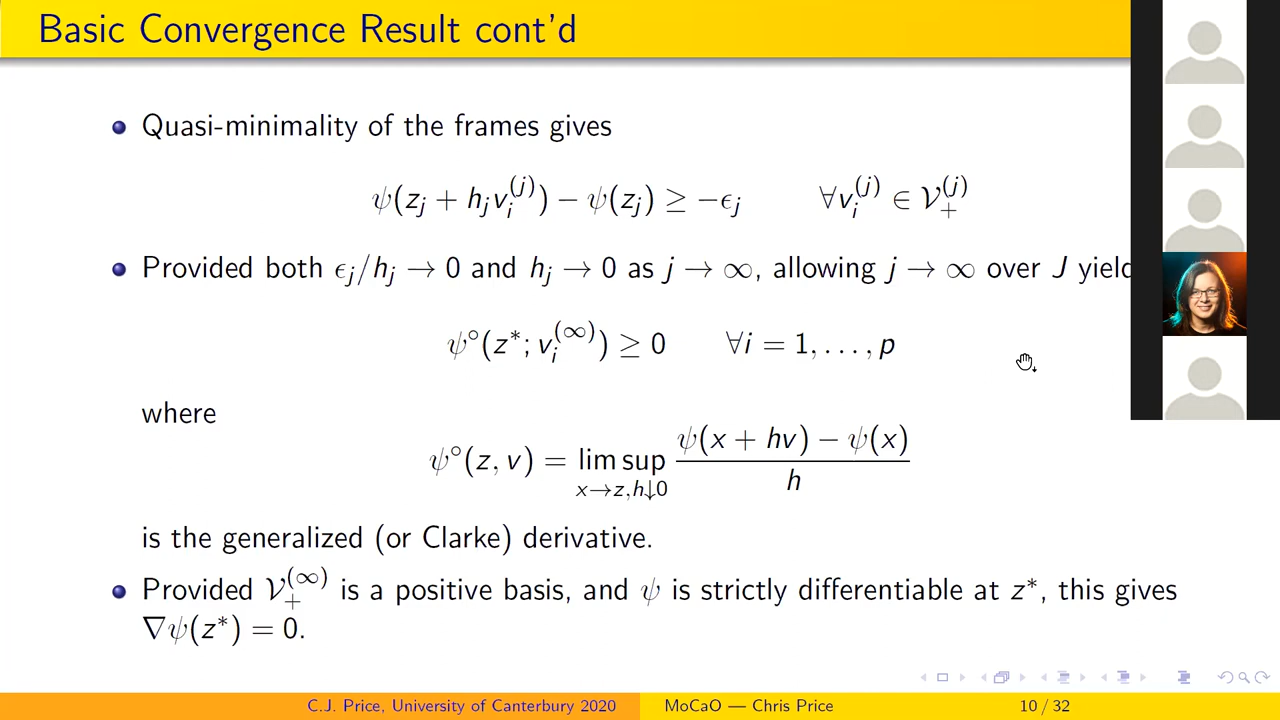 Basic Convergence Result cont'd
Quasi-minimality of the frames gives
ψ(z_j + h_j v_i^{(j)}) − ψ(z_j) ≥ −ϵ_j ∀v_i^{(j)} ∈ 𝒱_+^{(j)}
Provided both ϵ_j/h_j → 0 and h_j → 0 as j → ∞, allowing j → ∞ over J yield
ψ°(z*; v_i^{(∞)}) ≥ 0 ∀i = 1, . . . , p
where
ψ°(z, v) = lim sup_{x→z,h↓0} (ψ(x + hv) − ψ(x)) / h
is the generalized (or Clarke) derivative.
Provided 𝒱_+^{(∞)} is a positive basis, and ψ is strictly differentiable at z*, this gives
∇ψ(z*) = 0.
C.J. Price, University of Canterbury 2020 MoCaO — Chris Price 10 / 32